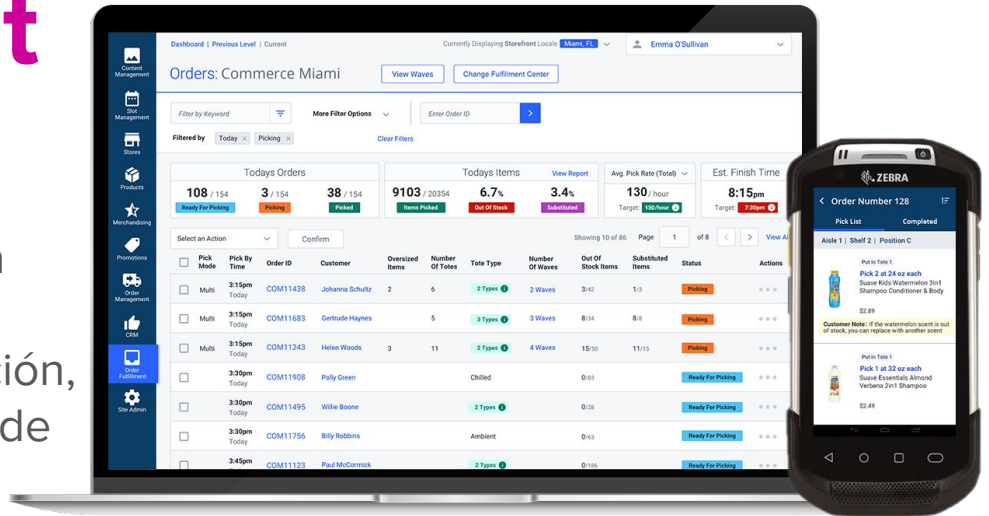 t
ción,
de
Dashboard | Previous Level | Current
Currently Displaying Storefront Locale Miami, FL
Emma O'Sullivan
Orders: Commerce Miami
View Waves
Change Fulfillment Center
Filter by Keyword
More Filter Options
Enter Order ID
Filtered by Today × Picking ×
Clear Filters
Content
Management
Slot
Management
Stores
Products
Merchandising
Promotions
Order
Management
CRM
Order
Fulfillment
Site Admin
Todays Orders
108 / 154
Ready For Picking
3 / 154
Picking
38 / 154
Picked
Todays Items
View Report
9103 / 20354
Items Picked
6.7%
Out Of Stock
3.4%
Substituted
Avg. Pick Rate (Total)
130 / hour
Target: 150/hour
Est. Finish Time
8:15pm
Target: 7:30pm
Select an Action
Confirm
Showing 10 of 86 Page 1 of 8 < > View Al
Pick Mode Pick By Time Order ID Customer Oversized Items Number Of Totes Tote Type Number Of Waves Out Of Stock Items Substituted Items Status Actions
Multi 3:15pm Today COM11438 Johanna Schultz 2 6 2 Types 2 Waves 3/42 1/3 Picking
Multi 3:15pm Today COM11683 Gertrude Haynes 5 3 Types 3 Waves 8/34 8/8 Picking
Multi 3:15pm Today COM11243 Helen Woods 3 11 2 Types 4 Waves 15/50 11/15 Picking
3:30pm Today COM11908 Polly Green Chilled 0/83 Ready For Picking
3:30pm Today COM11495 Willie Boone 2 Types 0/28 Ready For Picking
3:30pm Today COM11756 Billy Robbins Ambient 0/63 Ready For Picking
3:45pm Today COM11123 Paul McCormick 2 Types 0/186 Ready For Picking
ZEBRA
< Order Number 128
Pick List Completed
Aisle 1 | Shelf 2 | Position C
Put in Tote 1
Pick 2 at 24 oz each
Suave Kids Watermelon 3in1
Shampoo Conditioner & Body
$2.89
Customer Note: If the watermelon scent is out
of stock, you can replace with another scent
Put in Tote 1
Pick 1 at 32 oz each
Suave Essentials Almond
Verbena 2in1 Shampoo
$2.49